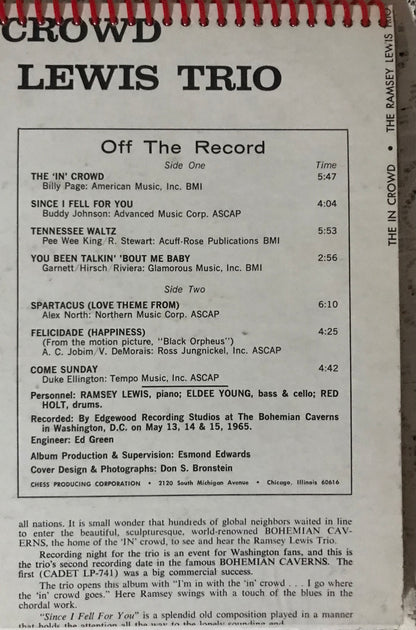 CROWD
LEWIS TRIO
THE IN CROWD • THE RAMSEY LEWIS TRIO
Off The Record
Side One Time
THE 'IN' CROWD 5:47
Billy Page: American Music, Inc. BMI
SINCE I FELL FOR YOU 4:04
Buddy Johnson: Advanced Music Corp. ASCAP
TENNESSEE WALTZ 5:53
Pee Wee King/R. Stewart: Acuff-Rose Publications BMI
YOU BEEN TALKIN' 'BOUT ME BABY 2:56
Garnett/Hirsch/Riviera: Glamorous Music, Inc. BMI
Side Two
SPARTACUS (LOVE THEME FROM) 6:10
Alex North: Northern Music Corp. ASCAP
FELICIDADE (HAPPINESS) 4:25
(From the motion picture, "Black Orpheus")
A. C. Jobim/V. DeMorais: Ross Jungnickel, Inc. ASCAP
COME SUNDAY 4:42
Duke Ellington: Tempo Music, Inc. ASCAP
Personnel: RAMSEY LEWIS, piano; ELDEE YOUNG, bass & cello; RED
HOLT, drums.
Recorded: By Edgewood Recording Studios at The Bohemian Caverns
in Washington, D.C. on May 13, 14 & 15, 1965.
Engineer: Ed Green
Album Production & Supervision: Esmond Edwards
Cover Design & Photographs: Don S. Bronstein
CHESS PRODUCING CORPORATION • 2120 South Michigan Avenue • Chicago, Illinois 60616
all nations. It is small wonder that hundreds of global neighbors waited in line
to enter the beautiful, sculpturesque, world-renowned BOHEMIAN CAV-
ERNS, the home of the 'IN' crowd, to see and hear the Ramsey Lewis Trio.
Recording night for the trio is an event for Washington fans, and this is
the trio's second recording date in the famous BOHEMIAN CAVERNS. The
first (CADET LP-741) was a big commercial success.
The trio opens this album with "I'm in with the 'in' crowd . . . I go where
the 'in' crowd goes." Here Ramsey swings with a touch of the blues in the
chordal work.
"Since I Fell For You" is a splendid old composition played in a manner
that holds the attention all the way to the lonely sounding end.